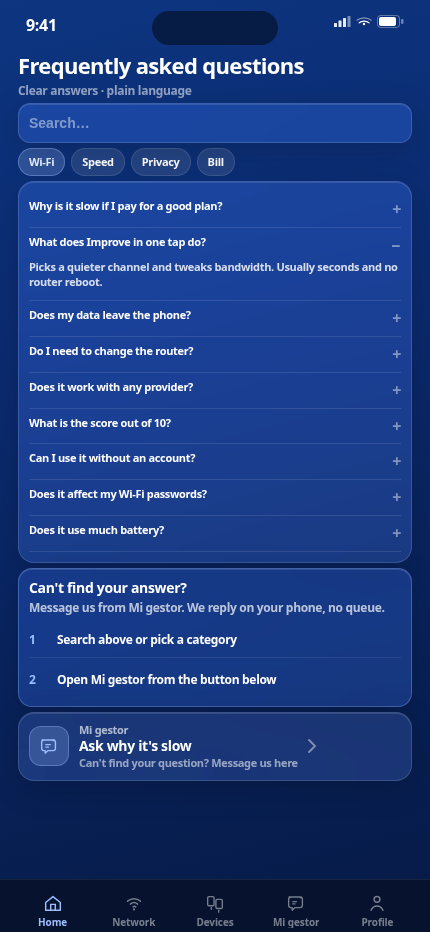 9:41
Frequently asked questions
Clear answers · plain language
Search...
Wi-Fi
Speed
Privacy
Bill
Why is it slow if I pay for a good plan?
+
What does Improve in one tap do?
–
Picks a quieter channel and tweaks bandwidth. Usually seconds and no
router reboot.
Does my data leave the phone?
+
Do I need to change the router?
+
Does it work with any provider?
+
What is the score out of 10?
+
Can I use it without an account?
+
Does it affect my Wi-Fi passwords?
+
Does it use much battery?
+
Can't find your answer?
Message us from Mi gestor. We reply on your phone, no queue.
1 Search above or pick a category
2 Open Mi gestor from the button below
Mi gestor
Ask why it's slow
Can't find your question? Message us here
Home
Network
Devices
Mi gestor
Profile